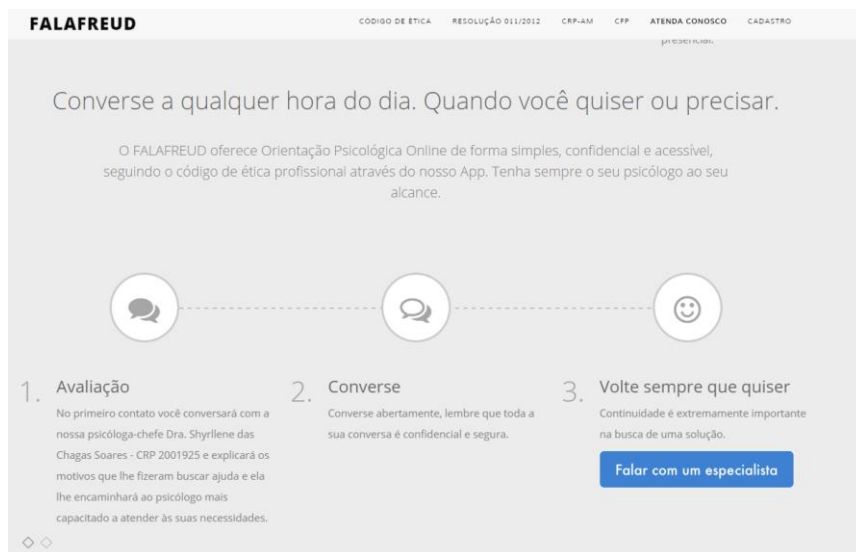 FALAFREUD
CODIGO DE ÉTICA RESOLUÇÃO 011/2012 CRP-AM CFP ATENDA CONOSCO CADASTRO
presencial.
Converse a qualquer hora do dia. Quando você quiser ou precisar.
O FALAFREUD oferece Orientação Psicológica Online de forma simples, confidencial e acessível,
seguindo o código de ética profissional através do nosso App. Tenha sempre o seu psicólogo ao seu
alcance.
1. Avaliação
No primeiro contato você conversará com a
nossa psicóloga-chefe Dra. Shyrllene das
Chagas Soares - CRP 2001925 e explicará os
motivos que lhe fizeram buscar ajuda e ela
lhe encaminhará ao psicólogo mais
capacitado a atender às suas necessidades.
2. Converse
Converse abertamente, lembre que toda a
sua conversa é confidencial e segura.
3. Volte sempre que quiser
Continuidade é extremamente importante
na busca de uma solução.
Falar com um especialista